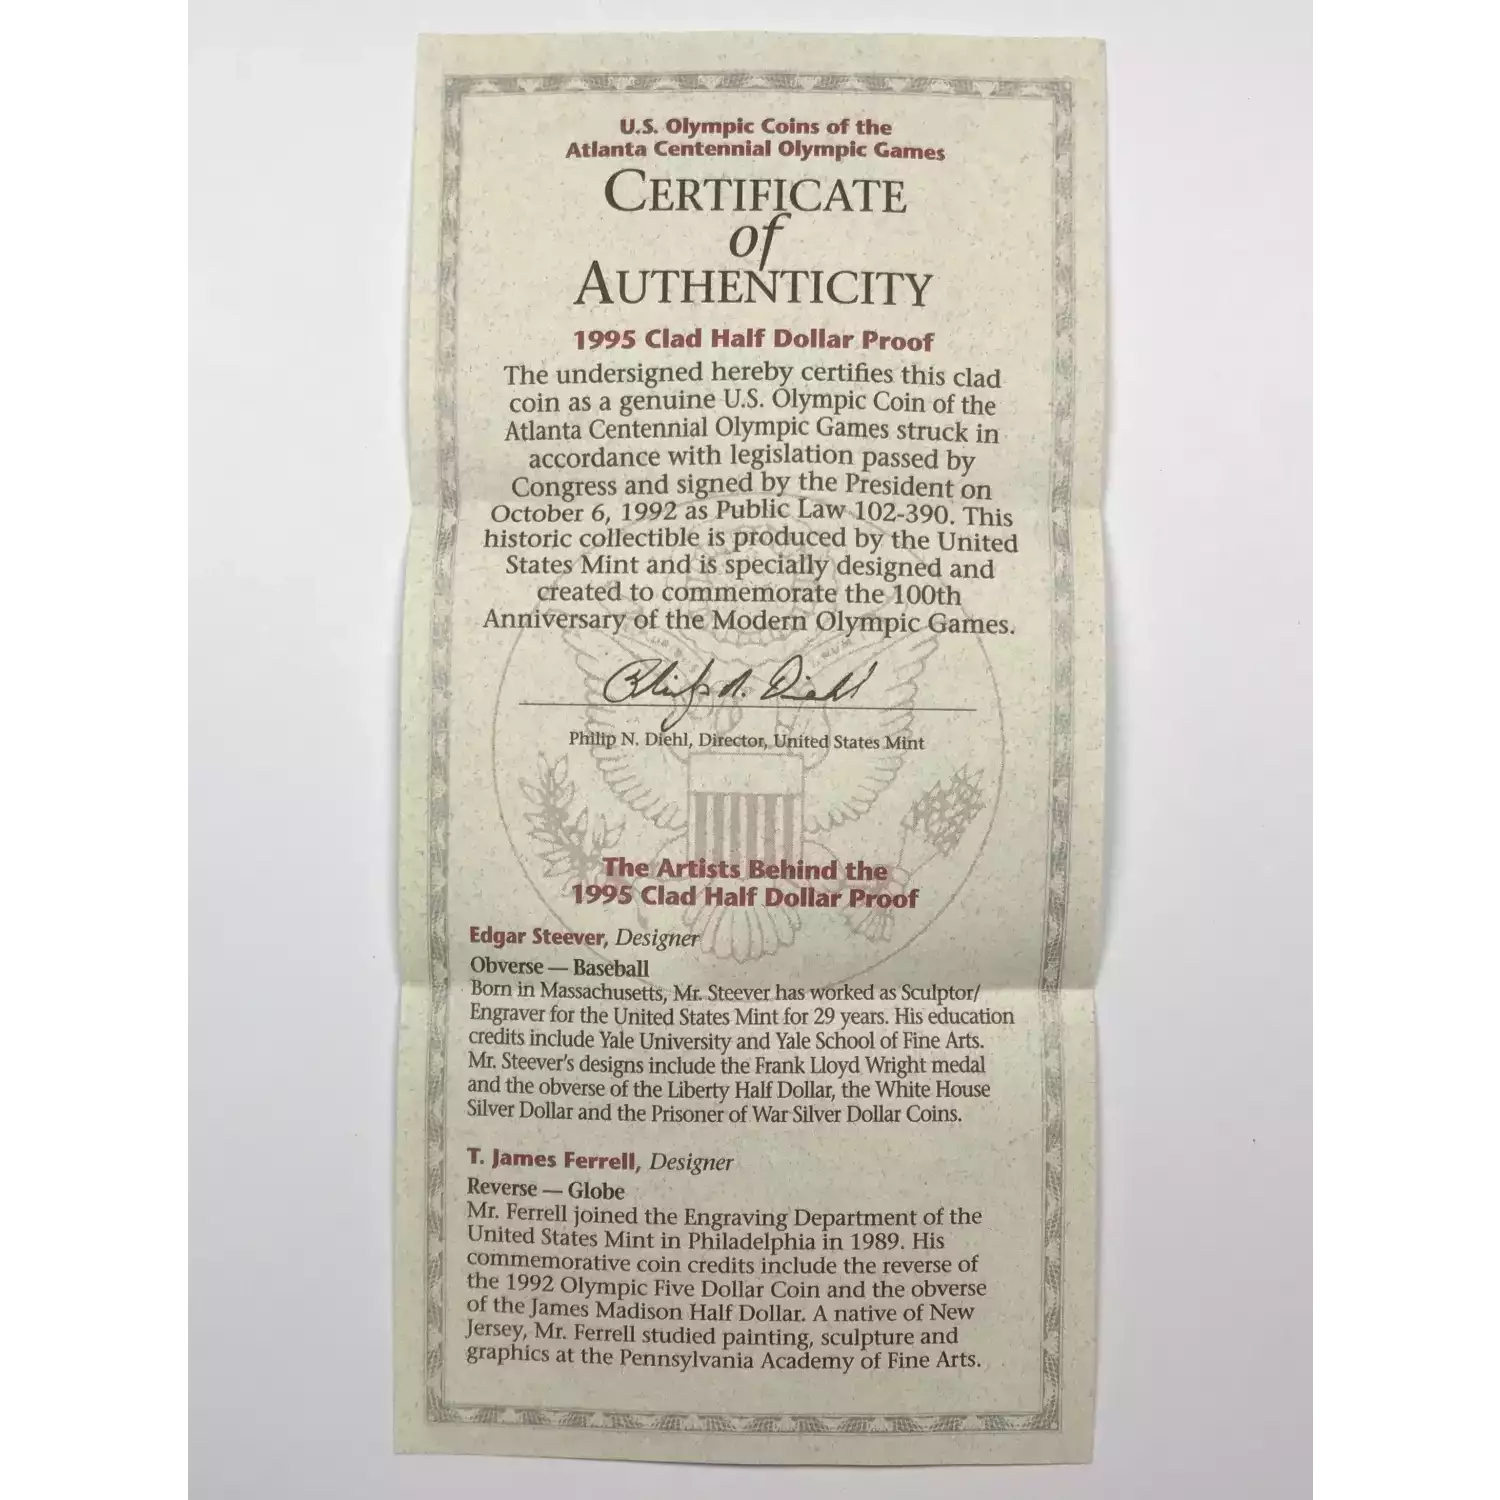 U.S. Olympic Coins of the
Atlanta Centennial Olympic Games
CERTIFICATE
of
AUTHENTICITY
1995 Clad Half Dollar Proof
The undersigned hereby certifies this clad
coin as a genuine U.S. Olympic Coin of the
Atlanta Centennial Olympic Games struck in
accordance with legislation passed by
Congress and signed by the President on
October 6, 1992 as Public Law 102-390. This
historic collectible is produced by the United
States Mint and is specially designed and
created to commemorate the 100th
Anniversary of the Modern Olympic Games.
Philip N. Diehl
Philip N. Diehl, Director, United States Mint
The Artists Behind the
1995 Clad Half Dollar Proof
Edgar Steever, Designer
Obverse — Baseball
Born in Massachusetts, Mr. Steever has worked as Sculptor/
Engraver for the United States Mint for 29 years. His education
credits include Yale University and Yale School of Fine Arts.
Mr. Steever's designs include the Frank Lloyd Wright medal
and the obverse of the Liberty Half Dollar, the White House
Silver Dollar and the Prisoner of War Silver Dollar Coins.
T. James Ferrell, Designer
Reverse — Globe
Mr. Ferrell joined the Engraving Department of the
United States Mint in Philadelphia in 1989. His
commemorative coin credits include the reverse of
the 1992 Olympic Five Dollar Coin and the obverse
of the James Madison Half Dollar. A native of New
Jersey, Mr. Ferrell studied painting, sculpture and
graphics at the Pennsylvania Academy of Fine Arts.